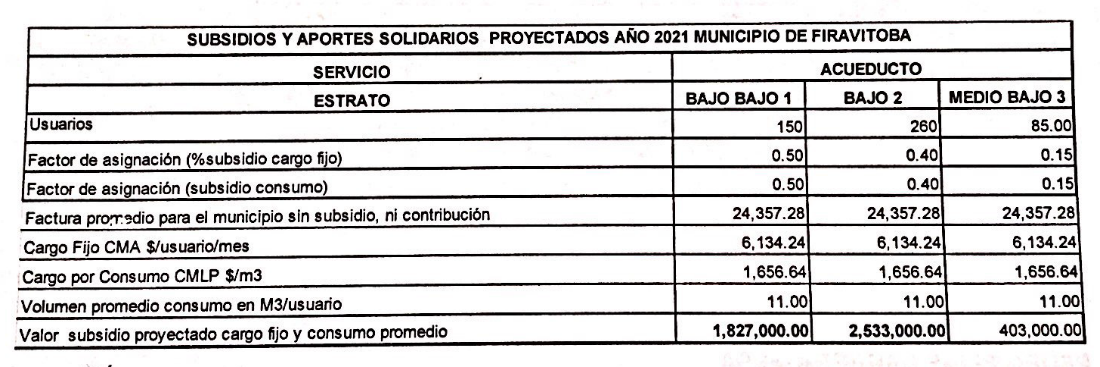 SUBSIDIOS Y APORTES SOLIDARIOS PROYECTADOS AÑO 2021 MUNICIPIO DE FIRAVITOBA
SERVICIO ACUEDUCTO
ESTRATO BAJO BAJO 1 BAJO 2 MEDIO BAJO 3
Usuarios 150 260 85.00
Factor de asignación (%subsidio cargo fijo) 0.50 0.40 0.15
Factor de asignación (subsidio consumo) 0.50 0.40 0.15
Factura promedio para el municipio sin subsidio, ni contribución 24,357.28 24,357.28 24,357.28
Cargo Fijo CMA $/usuario/mes 6,134.24 6,134.24 6,134.24
Cargo por Consumo CMLP $/m3 1,656.64 1,656.64 1,656.64
Volumen promedio consumo en M3/usuario 11.00 11.00 11.00
Valor subsidio proyectado cargo fijo y consumo promedio 1,827,000.00 2,533,000.00 403,000.00